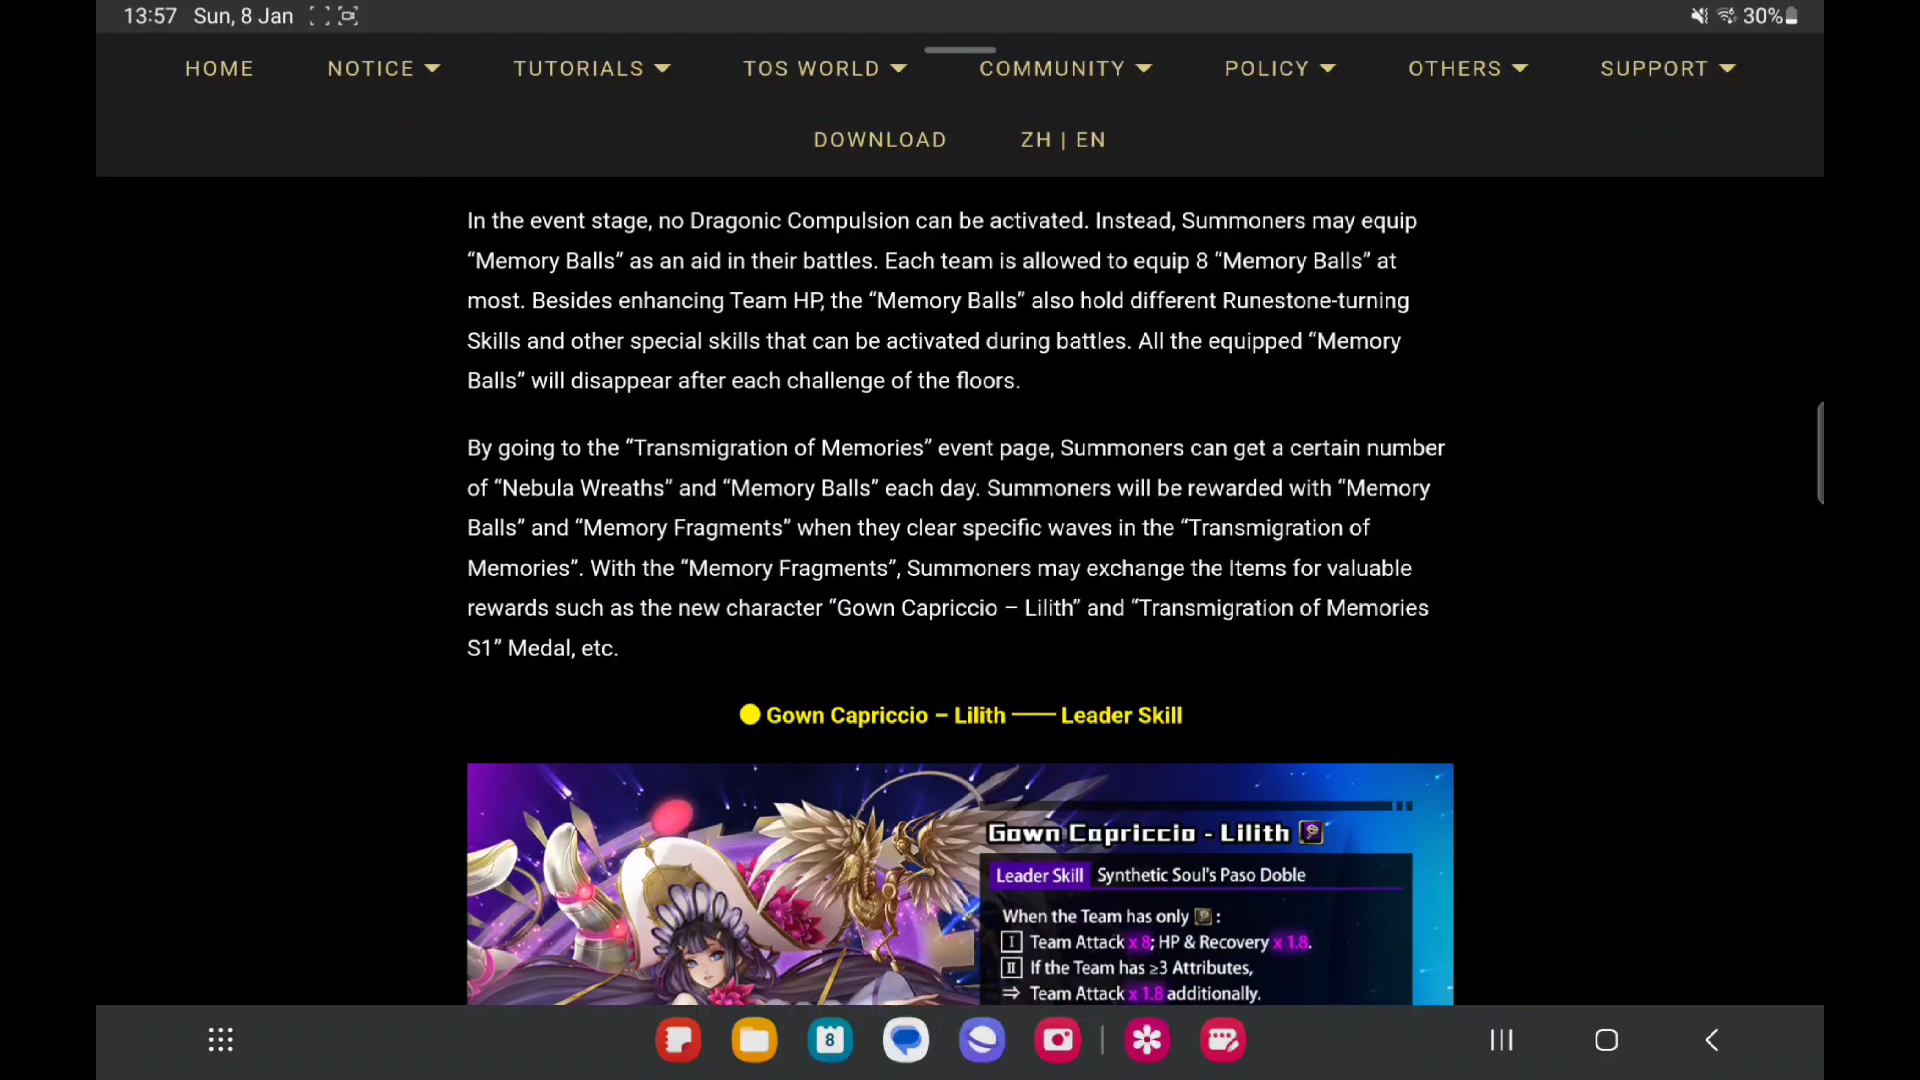 13:57 Sun, 8 Jan 30%
HOME NOTICE TUTORIALS TOS WORLD COMMUNITY POLICY OTHERS SUPPORT
DOWNLOAD ZH | EN
In the event stage, no Dragonic Compulsion can be activated. Instead, Summoners may equip
“Memory Balls” as an aid in their battles. Each team is allowed to equip 8 “Memory Balls” at
most. Besides enhancing Team HP, the “Memory Balls” also hold different Runestone-turning
Skills and other special skills that can be activated during battles. All the equipped “Memory
Balls” will disappear after each challenge of the floors.
By going to the “Transmigration of Memories” event page, Summoners can get a certain number
of “Nebula Wreaths” and “Memory Balls” each day. Summoners will be rewarded with “Memory
Balls” and “Memory Fragments” when they clear specific waves in the “Transmigration of
Memories”. With the “Memory Fragments”, Summoners may exchange the Items for valuable
rewards such as the new character “Gown Capriccio – Lilith” and “Transmigration of Memories
S1” Medal, etc.
Gown Capriccio – Lilith —— Leader Skill
Gown Capriccio - Lilith
Leader Skill Synthetic Soul's Paso Doble
When the Team has only :
I Team Attack x 8; HP & Recovery x 1.8.
II If the Team has ≥3 Attributes,
⇒ Team Attack x 1.8 additionally.
8